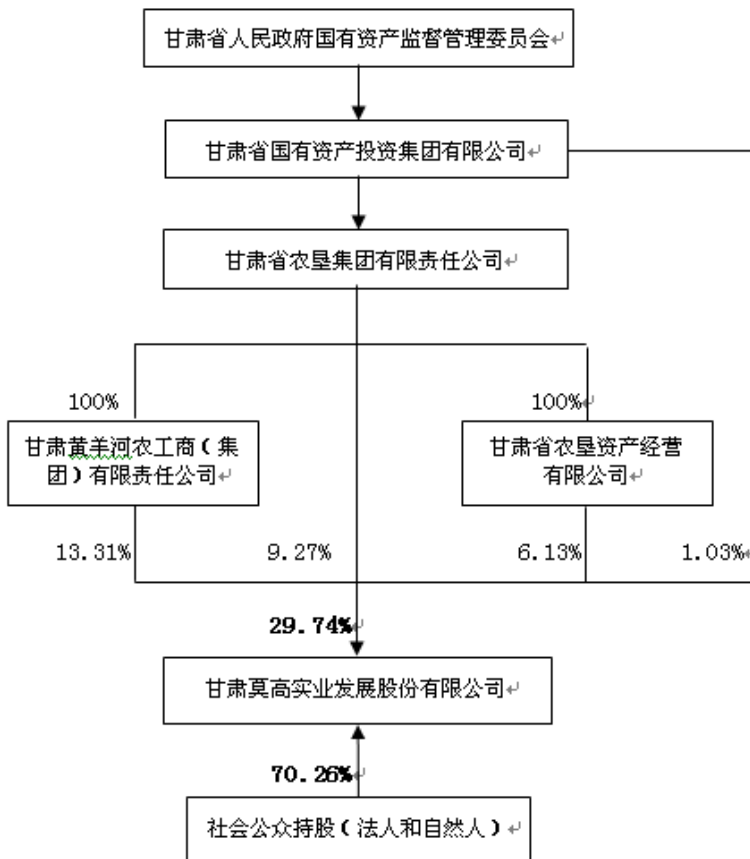 甘肃省人民政府国有资产监督管理委员会
甘肃省国有资产投资集团有限公司
甘肃省农垦集团有限责任公司
100%
100%
甘肃黄羊河农工商（集
团）有限责任公司
甘肃省农垦资产经营
有限公司
13.31%
9.27%
6.13%
1.03%
29.74%
甘肃莫高实业发展股份有限公司
70.26%
社会公众持股（法人和自然人）